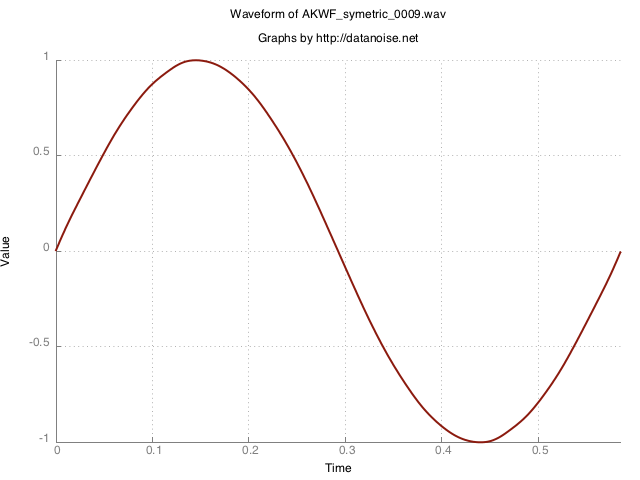 Waveform of AKWF_symetric_0009.wav
Graphs by http://datanoise.net
1
0.5
0
-0.5
-1
Value
0 0.1 0.2 0.3 0.4 0.5
Time